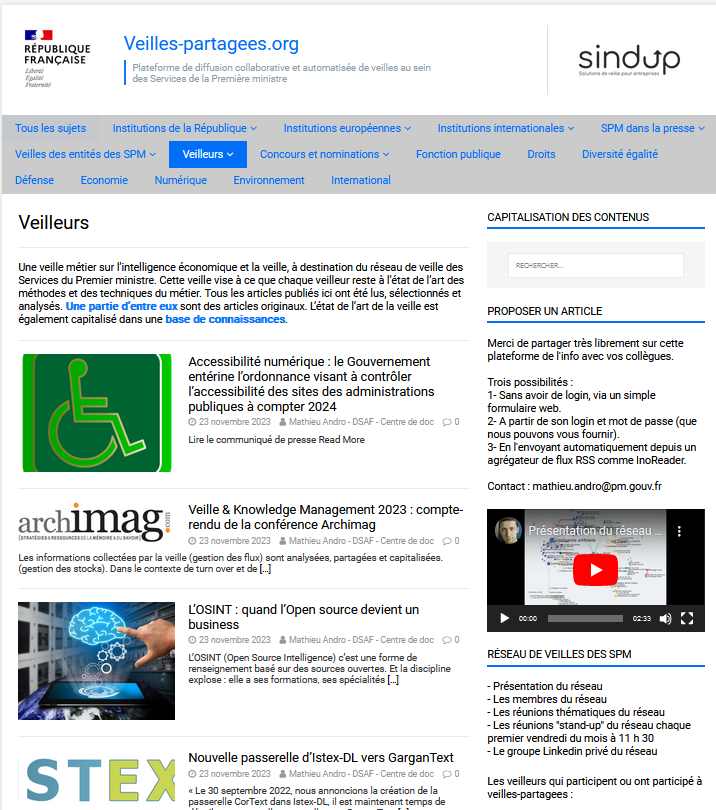 RÉPUBLIQUE
FRANÇAISE
Liberté
Égalité
Fraternité
Veilles-partagees.org
Plateforme de diffusion collaborative et automatisée de veilles au sein
des Services de la Première ministre
sindup
Solutions de veille pour entreprises
Tous les sujets Institutions de la République Institutions européennes Institutions internationales SPM dans la presse
Veilles des entités des SPM Veilleurs Concours et nominations Fonction publique Droits Diversité égalité
Défense Economie Numérique Environnement International
Veilleurs
Une veille métier sur l'intelligence économique et la veille, à destination du réseau de veille des
Services du Premier ministre. Cette veille vise à ce que chaque veilleur reste à l'état de l'art des
méthodes et des techniques du métier. Tous les articles publiés ici ont été lus, sélectionnés et
analysés. Une partie d'entre eux sont des articles originaux. L'état de l'art de la veille est
également capitalisé dans une base de connaissances.
Accessibilité numérique : le Gouvernement
entérine l'ordonnance visant à contrôler
l'accessibilité des sites des administrations
publiques à compter 2024
23 novembre 2023 Mathieu Andro - DSAF - Centre de doc 0
Lire le communiqué de presse Read More
archimag.com
[STRATÉGIES & RESSOURCES DE LA MÉMOIRE & DU SAVOIR]
Veille & Knowledge Management 2023 : compte-
rendu de la conférence Archimag
23 novembre 2023 Mathieu Andro - DSAF - Centre de doc 0
Les informations collectées par la veille (gestion des flux) sont analysées, partagées et capitalisées.
(gestion des stocks). Dans le contexte de turn over et de [...]
L'OSINT : quand l'Open source devient un
business
23 novembre 2023 Mathieu Andro - DSAF - Centre de doc 0
L'OSINT (Open Source Intelligence) c'est une forme de
renseignement basé sur des sources ouvertes. Et la discipline
explose : elle a ses formations, ses spécialités [...]
STEX
Nouvelle passerelle d'Istex-DL vers GarganText
23 novembre 2023 Mathieu Andro - DSAF - Centre de doc 0
« Le 30 septembre 2022, nous annoncions la création de la
passerelle CorText dans Istex-DL, il est maintenant temps de
CAPITALISATION DES CONTENUS
RECHERCHER...
PROPOSER UN ARTICLE
Merci de partager très librement sur cette
plateforme de l'info avec vos collègues.
Trois possibilités :
1- Sans avoir de login, via un simple
formulaire web.
2- A partir de son login et mot de passe (que
nous pouvons vous fournir).
3- En l'envoyant automatiquement depuis un
agrégateur de flux RSS comme InoReader.
Contact : mathieu.andro@pm.gouv.fr
Présentation du réseau ...
00:00 02:33
RÉSEAU DE VEILLES DES SPM
- Présentation du réseau
- Les membres du réseau
- Les réunions thématiques du réseau
- Les réunions "stand-up" du réseau chaque
premier vendredi du mois à 11 h 30
- Le groupe Linkedin privé du réseau
Les veilleurs qui participent ou ont participé à
veilles-partagees :